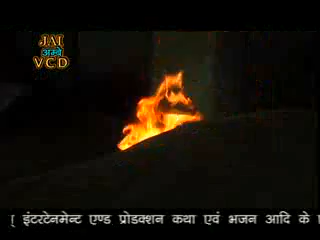 JAI
अम्बे
VCD
[ इंटरटेनमेन्ट एण्ड प्रोडक्शन कथा एवं भजन आदि के